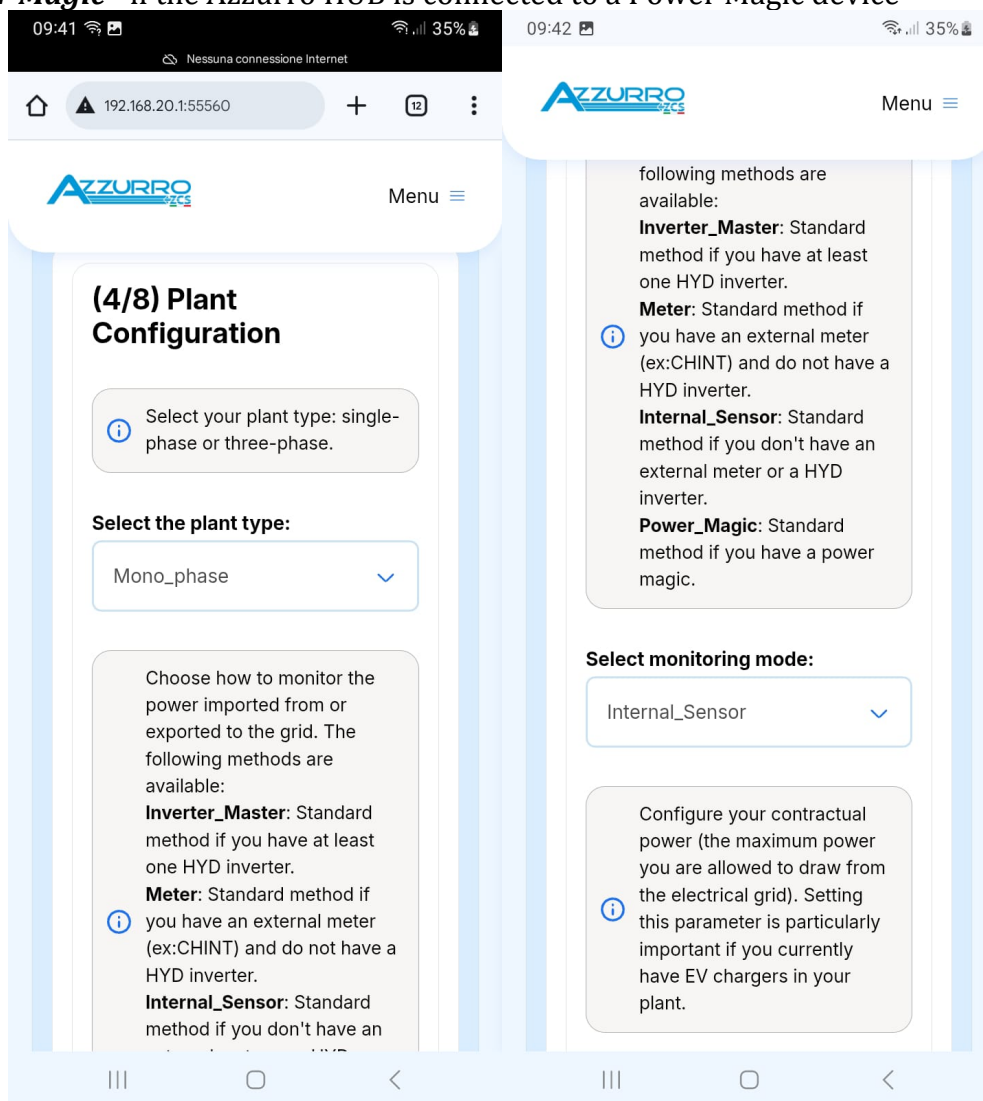 Magic" if the Azzurro HUB is connected to a Power Magic device
09:41
35%
Nessuna connessione Internet
192.168.20.1:55560
12
AZZURRO
ZCS
Menu
(4/8) Plant
Configuration
Select your plant type: single-
phase or three-phase.
Select the plant type:
Mono_phase
Choose how to monitor the
power imported from or
exported to the grid. The
following methods are
available:
Inverter_Master: Standard
method if you have at least
one HYD inverter.
Meter: Standard method if
you have an external meter
(ex:CHINT) and do not have a
HYD inverter.
Internal_Sensor: Standard
method if you don't have an
09:42
35%
AZZURRO
ZCS
Menu
following methods are
available:
Inverter_Master: Standard
method if you have at least
one HYD inverter.
Meter: Standard method if
you have an external meter
(ex:CHINT) and do not have a
HYD inverter.
Internal_Sensor: Standard
method if you don't have an
external meter or a HYD
inverter.
Power_Magic: Standard
method if you have a power
magic.
Select monitoring mode:
Internal_Sensor
Configure your contractual
power (the maximum power
you are allowed to draw from
the electrical grid). Setting
this parameter is particularly
important if you currently
have EV chargers in your
plant.